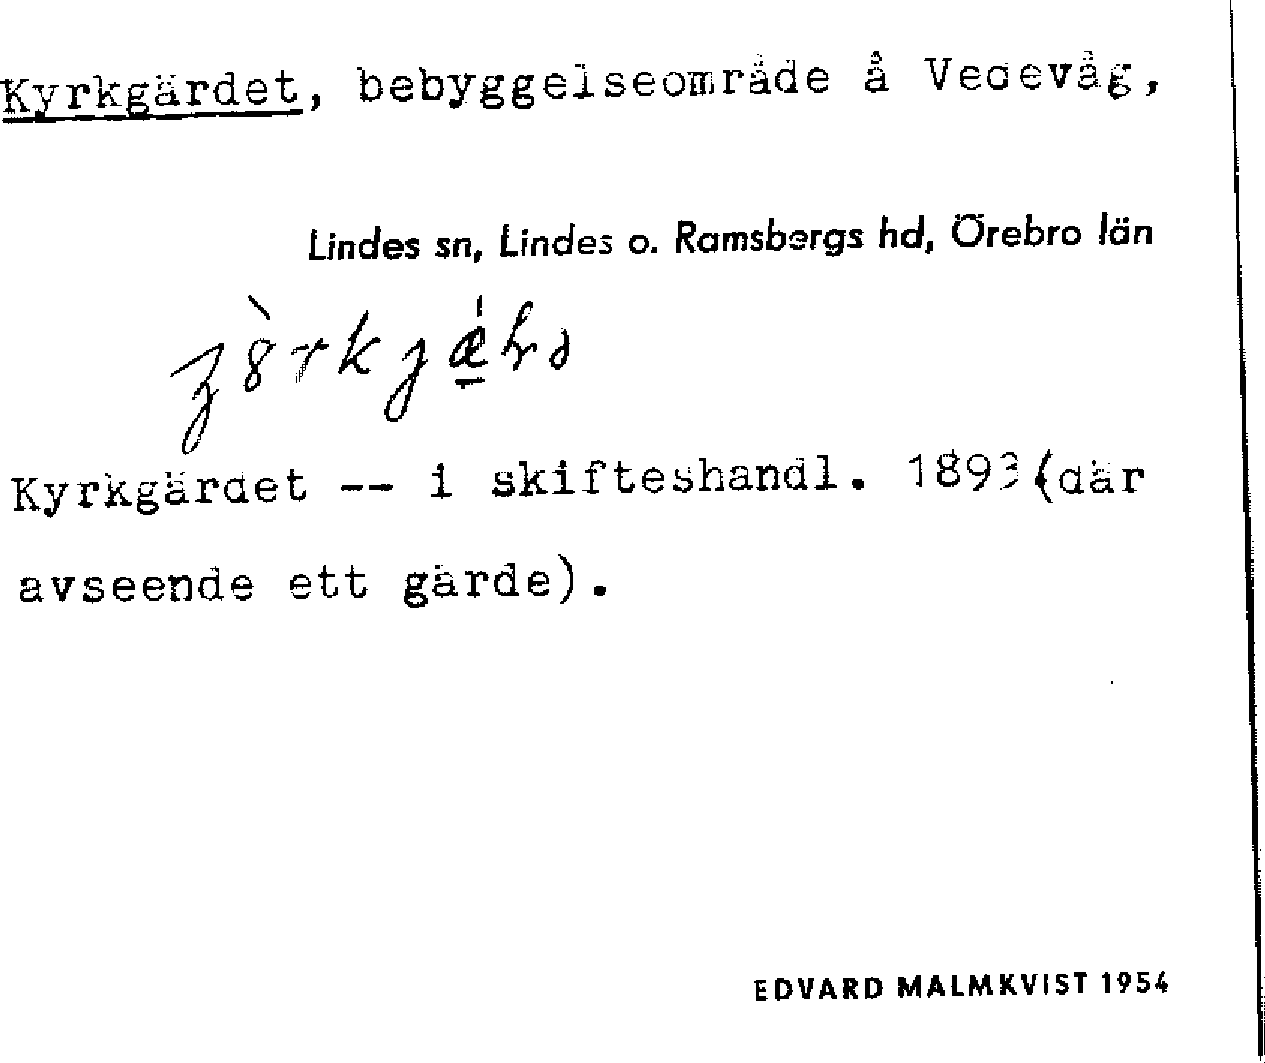 Kyrkgärdet, bebyggelseområde å Vedevåg,
Lindes sn, Lindes o. Ramsbergs hd, Örebro län
Kyrkgärdet -- i skifteshandl. 1893 (där
avseende ett gärde).
EDVARD MALMKVIST 1954